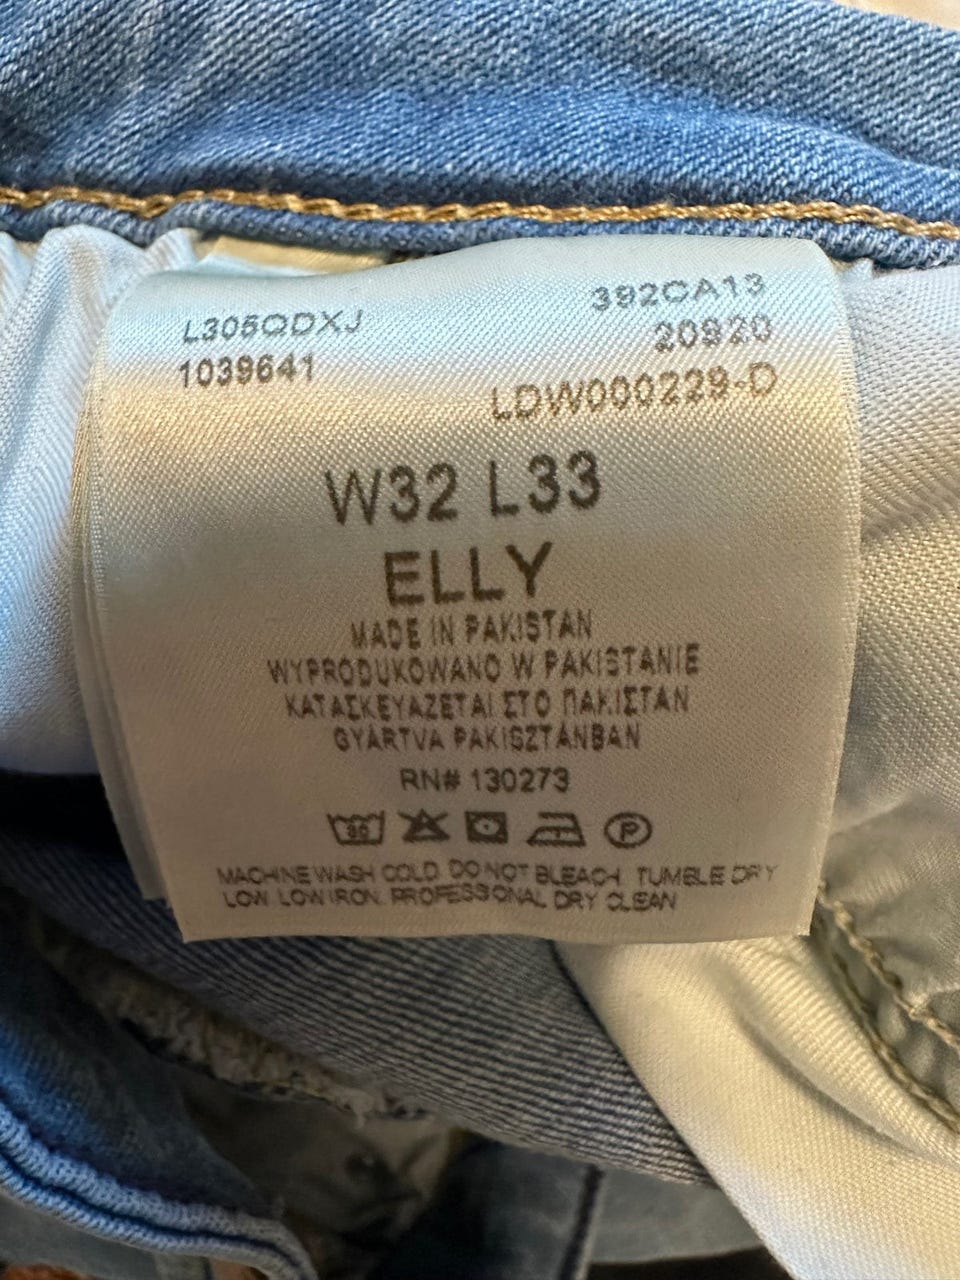 L305QDXJ
1039641
392CA13
20920
LDW000229-D
W32 L33
ELLY
MADE IN PAKISTAN
WYPRODUKOWANO W PAKISTANIE
ΚΑΤΑΣΚΕΥΑΖΕΤΑΙ ΣΤΟ ΠΑΚΙΣΤΑΝ
GYÁRTVA PAKISZTÁNBAN
RN# 130273
30
P
MACHINE WASH COLD DO NOT BLEACH TUMBLE DRY
LOW LOW IRON. PROFESSIONAL DRY CLEAN